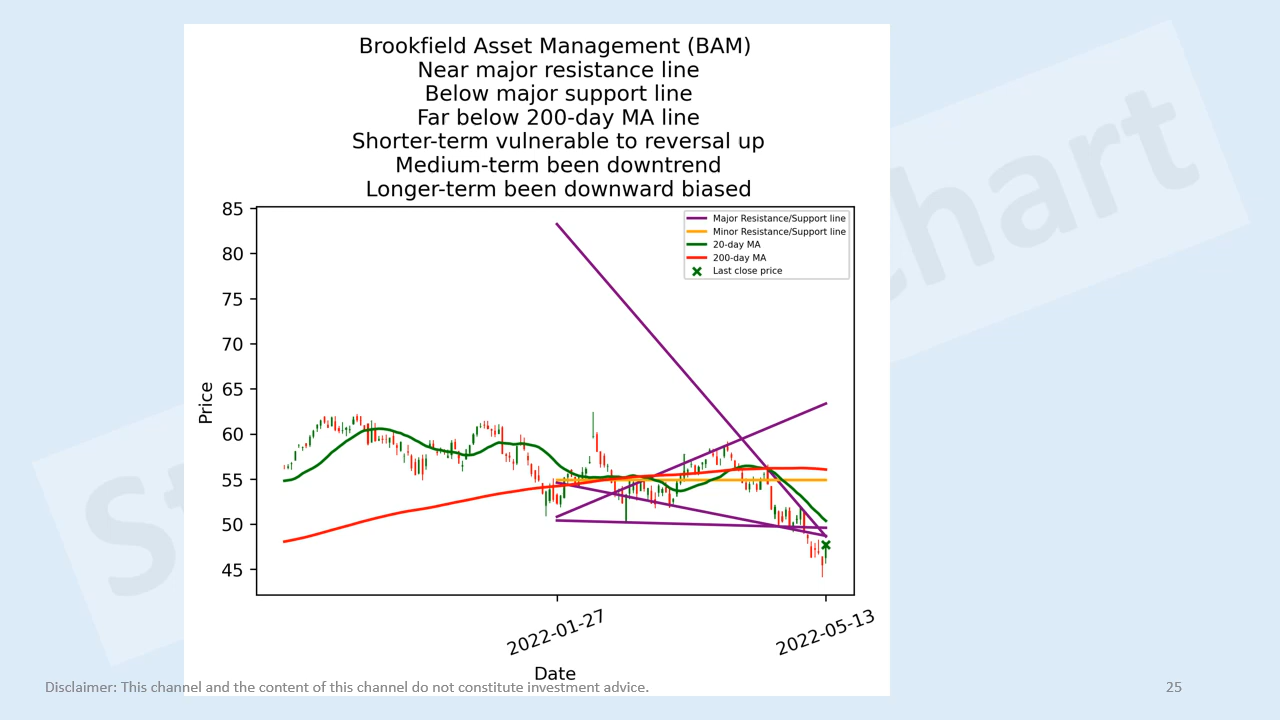 Brookfield Asset Management (BAM)
Near major resistance line
Below major support line
Far below 200-day MA line
Shorter-term vulnerable to reversal up
Medium-term been downtrend
Longer-term been downward biased
85
80
75
70
65
60
55
50
45
Price
Major Resistance/Support line
Minor Resistance/Support line
20-day MA
200-day MA
Last close price
2022-01-27
2022-05-13
Date
Disclaimer: This channel and the content of this channel do not constitute investment advice.
25
St
hart